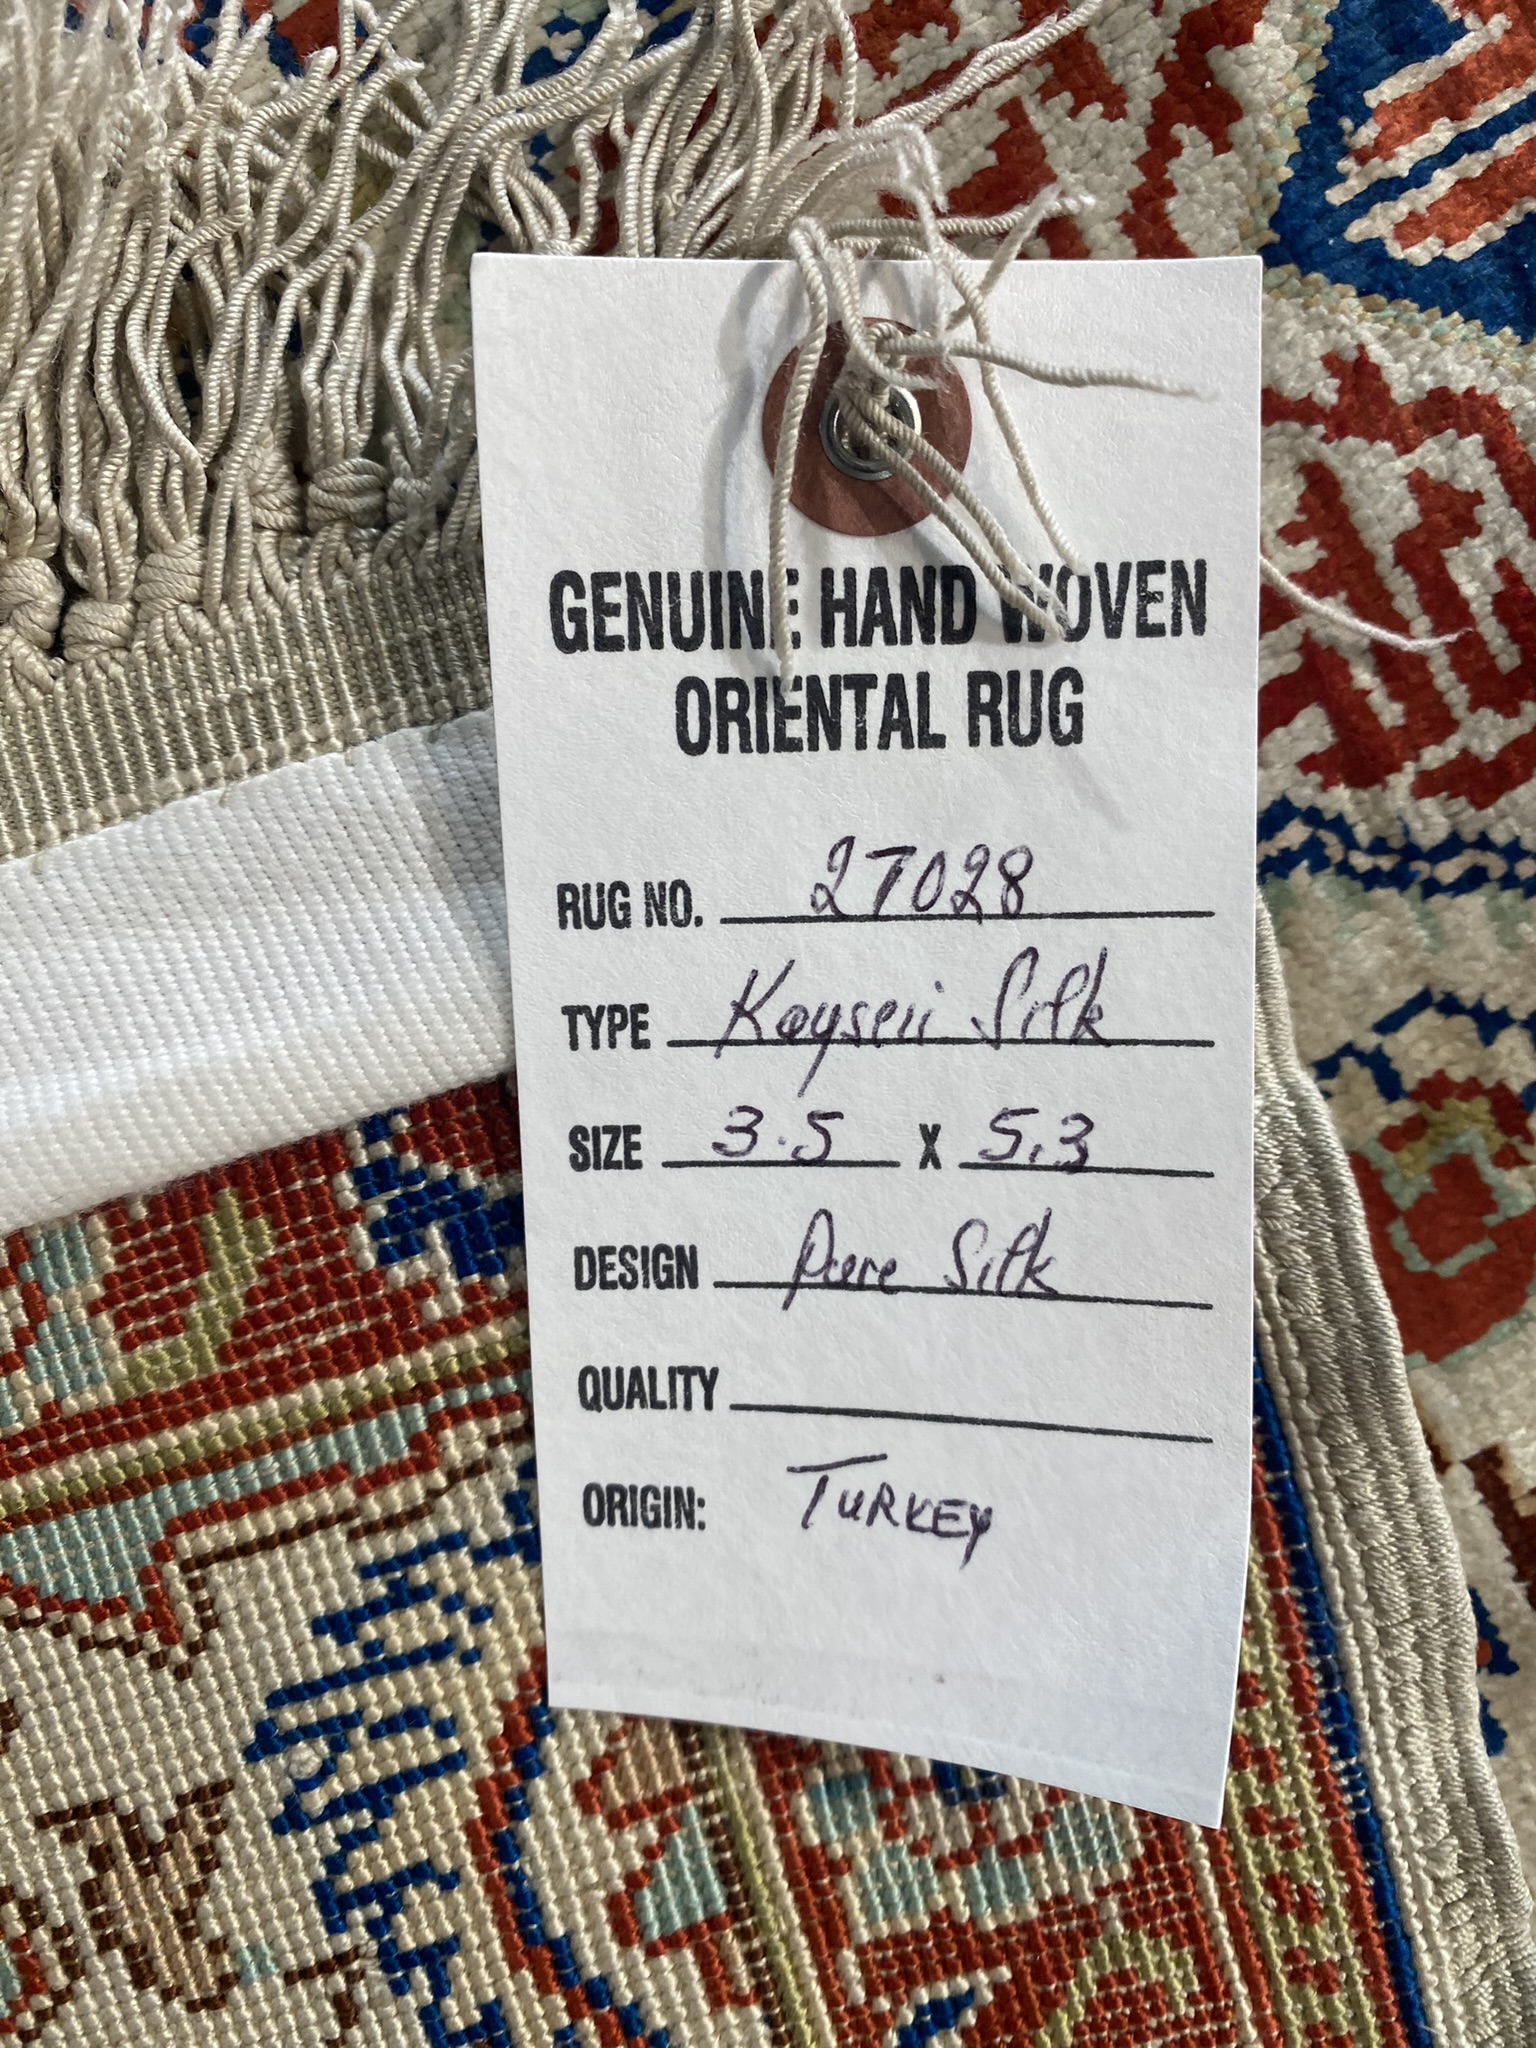 GENUINE HAND WOVEN
ORIENTAL RUG
RUG NO. 27028
TYPE Kayseri Silk
SIZE 3.5 X 5.3
DESIGN Pure Silk
QUALITY
ORIGIN: TURKEY